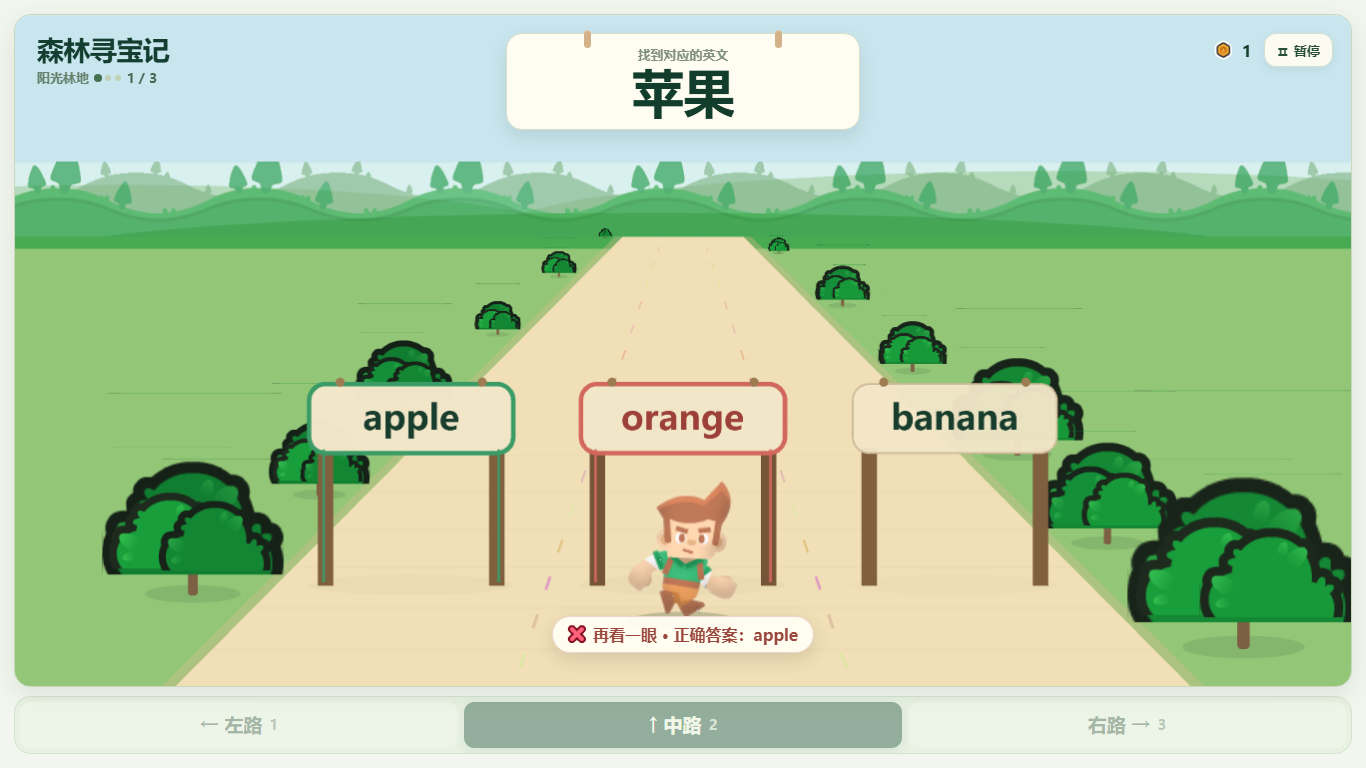 森林寻宝记
阳光林地 1 / 3
找到对应的英文
苹果
1
暂停
apple
orange
banana
再看一眼 • 正确答案：apple
← 左路 1
↑ 中路 2
右路 → 3